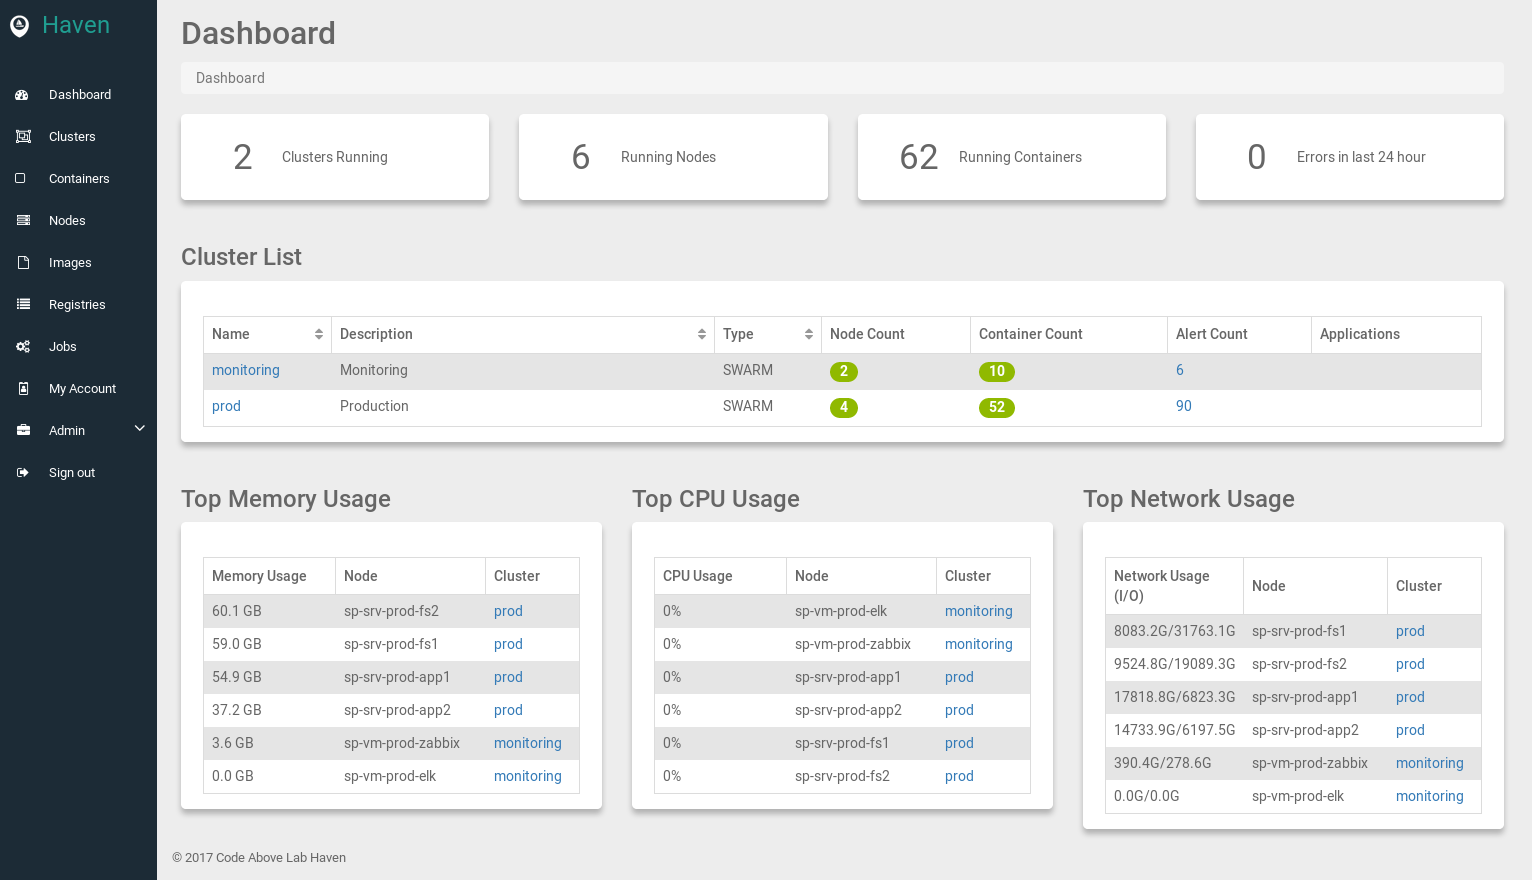 Haven
Dashboard
Clusters
Containers
Nodes
Images
Registries
Jobs
My Account
Admin
Sign out
Dashboard
Dashboard
2 Clusters Running
6 Running Nodes
62 Running Containers
0 Errors in last 24 hour
Cluster List
Name Description Type Node Count Container Count Alert Count Applications
monitoring Monitoring SWARM 2 10 6
prod Production SWARM 4 52 90
Top Memory Usage
Memory Usage Node Cluster
60.1 GB sp-srv-prod-fs2 prod
59.0 GB sp-srv-prod-fs1 prod
54.9 GB sp-srv-prod-app1 prod
37.2 GB sp-srv-prod-app2 prod
3.6 GB sp-vm-prod-zabbix monitoring
0.0 GB sp-vm-prod-elk monitoring
Top CPU Usage
CPU Usage Node Cluster
0% sp-vm-prod-elk monitoring
0% sp-vm-prod-zabbix monitoring
0% sp-srv-prod-app1 prod
0% sp-srv-prod-app2 prod
0% sp-srv-prod-fs1 prod
0% sp-srv-prod-fs2 prod
Top Network Usage
Network Usage
(I/O) Node Cluster
8083.2G/31763.1G sp-srv-prod-fs1 prod
9524.8G/19089.3G sp-srv-prod-fs2 prod
17818.8G/6823.3G sp-srv-prod-app1 prod
14733.9G/6197.5G sp-srv-prod-app2 prod
390.4G/278.6G sp-vm-prod-zabbix monitoring
0.0G/0.0G sp-vm-prod-elk monitoring
© 2017 Code Above Lab Haven